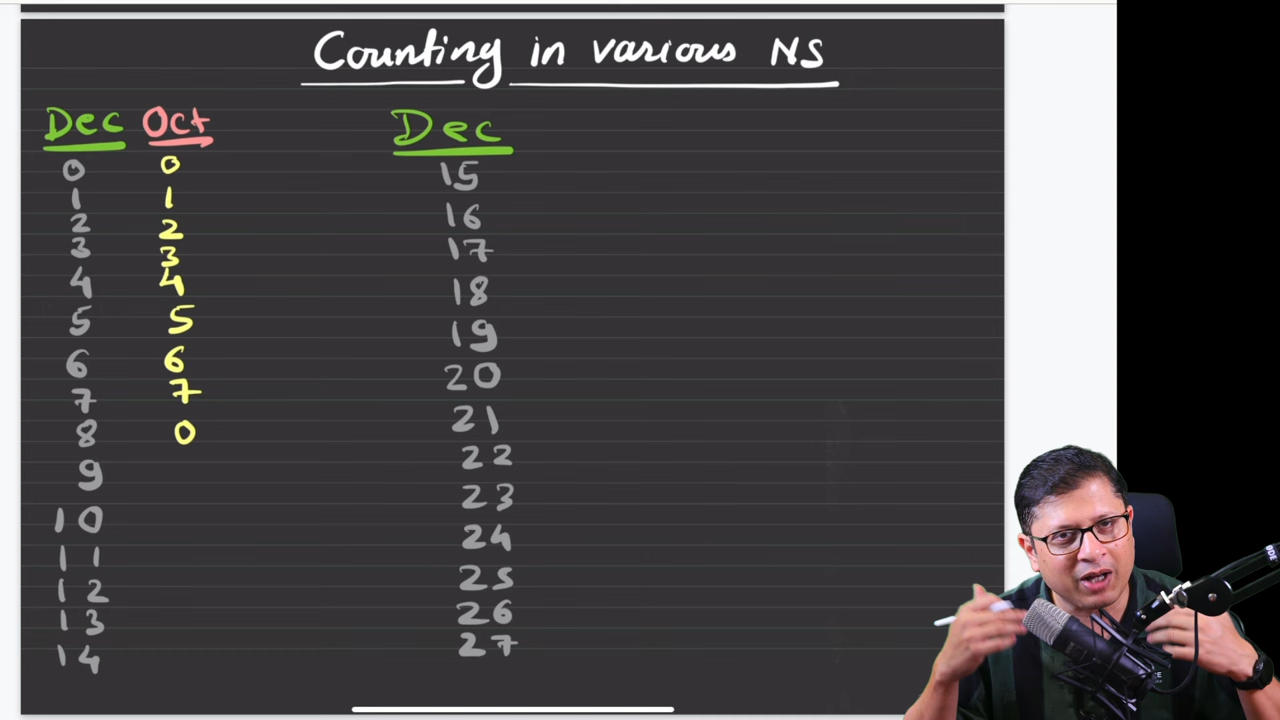 Counting in various NS
Dec Oct Dec
0 0 15
1 1 16
2 2 17
3 3 18
4 4 19
5 5 20
6 6 21
7 7 22
8 0 23
9 24
10 25
11 26
12 27
13
14